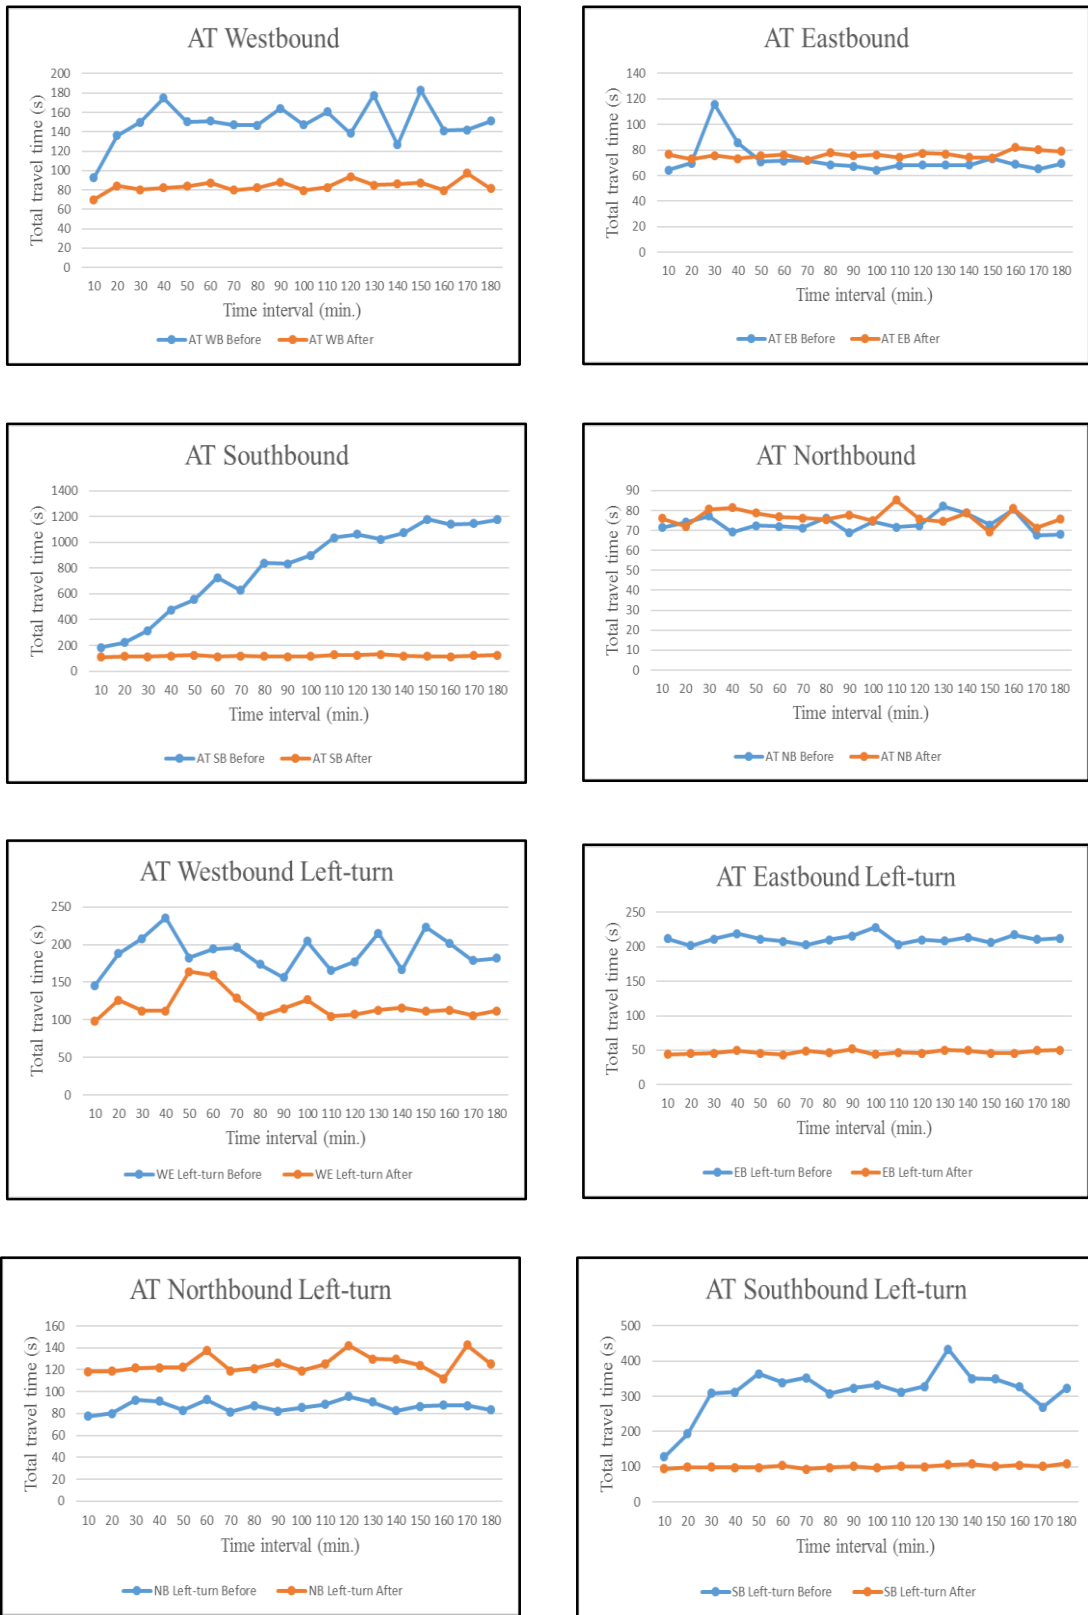 AT Westbound
Total travel time (s)
200
180
160
140
120
100
80
60
40
20
0
10 20 30 40 50 60 70 80 90 100 110 120 130 140 150 160 170 180
Time interval (min.)
AT WB Before AT WB After
AT Eastbound
Total travel time (s)
140
120
100
80
60
40
20
0
10 20 30 40 50 60 70 80 90 100 110 120 130 140 150 160 170 180
Time interval (min.)
AT EB Before AT EB After
AT Southbound
Total travel time (s)
1400
1200
1000
800
600
400
200
0
10 20 30 40 50 60 70 80 90 100 110 120 130 140 150 160 170 180
Time interval (min.)
AT SB Before AT SB After
AT Northbound
Total travel time (s)
90
80
70
60
50
40
30
20
10
0
10 20 30 40 50 60 70 80 90 100 110 120 130 140 150 160 170 180
Time interval (min.)
AT NB Before AT NB After
AT Westbound Left-turn
Total travel time (s)
250
200
150
100
50
0
10 20 30 40 50 60 70 80 90 100 110 120 130 140 150 160 170 180
Time interval (min.)
WE Left-turn Before WE Left-turn After
AT Eastbound Left-turn
Total travel time (s)
250
200
150
100
50
0
10 20 30 40 50 60 70 80 90 100 110 120 130 140 150 160 170 180
Time interval (min.)
EB Left-turn Before EB Left-turn After
AT Northbound Left-turn
Total travel time (s)
160
140
120
100
80
60
40
20
0
10 20 30 40 50 60 70 80 90 100 110 120 130 140 150 160 170 180
Time interval (min.)
NB Left-turn Before NB Left-turn After
AT Southbound Left-turn
Total travel time (s)
500
400
300
200
100
0
10 20 30 40 50 60 70 80 90 100 110 120 130 140 150 160 170 180
Time interval (min.)
SB Left-turn Before SB Left-turn After